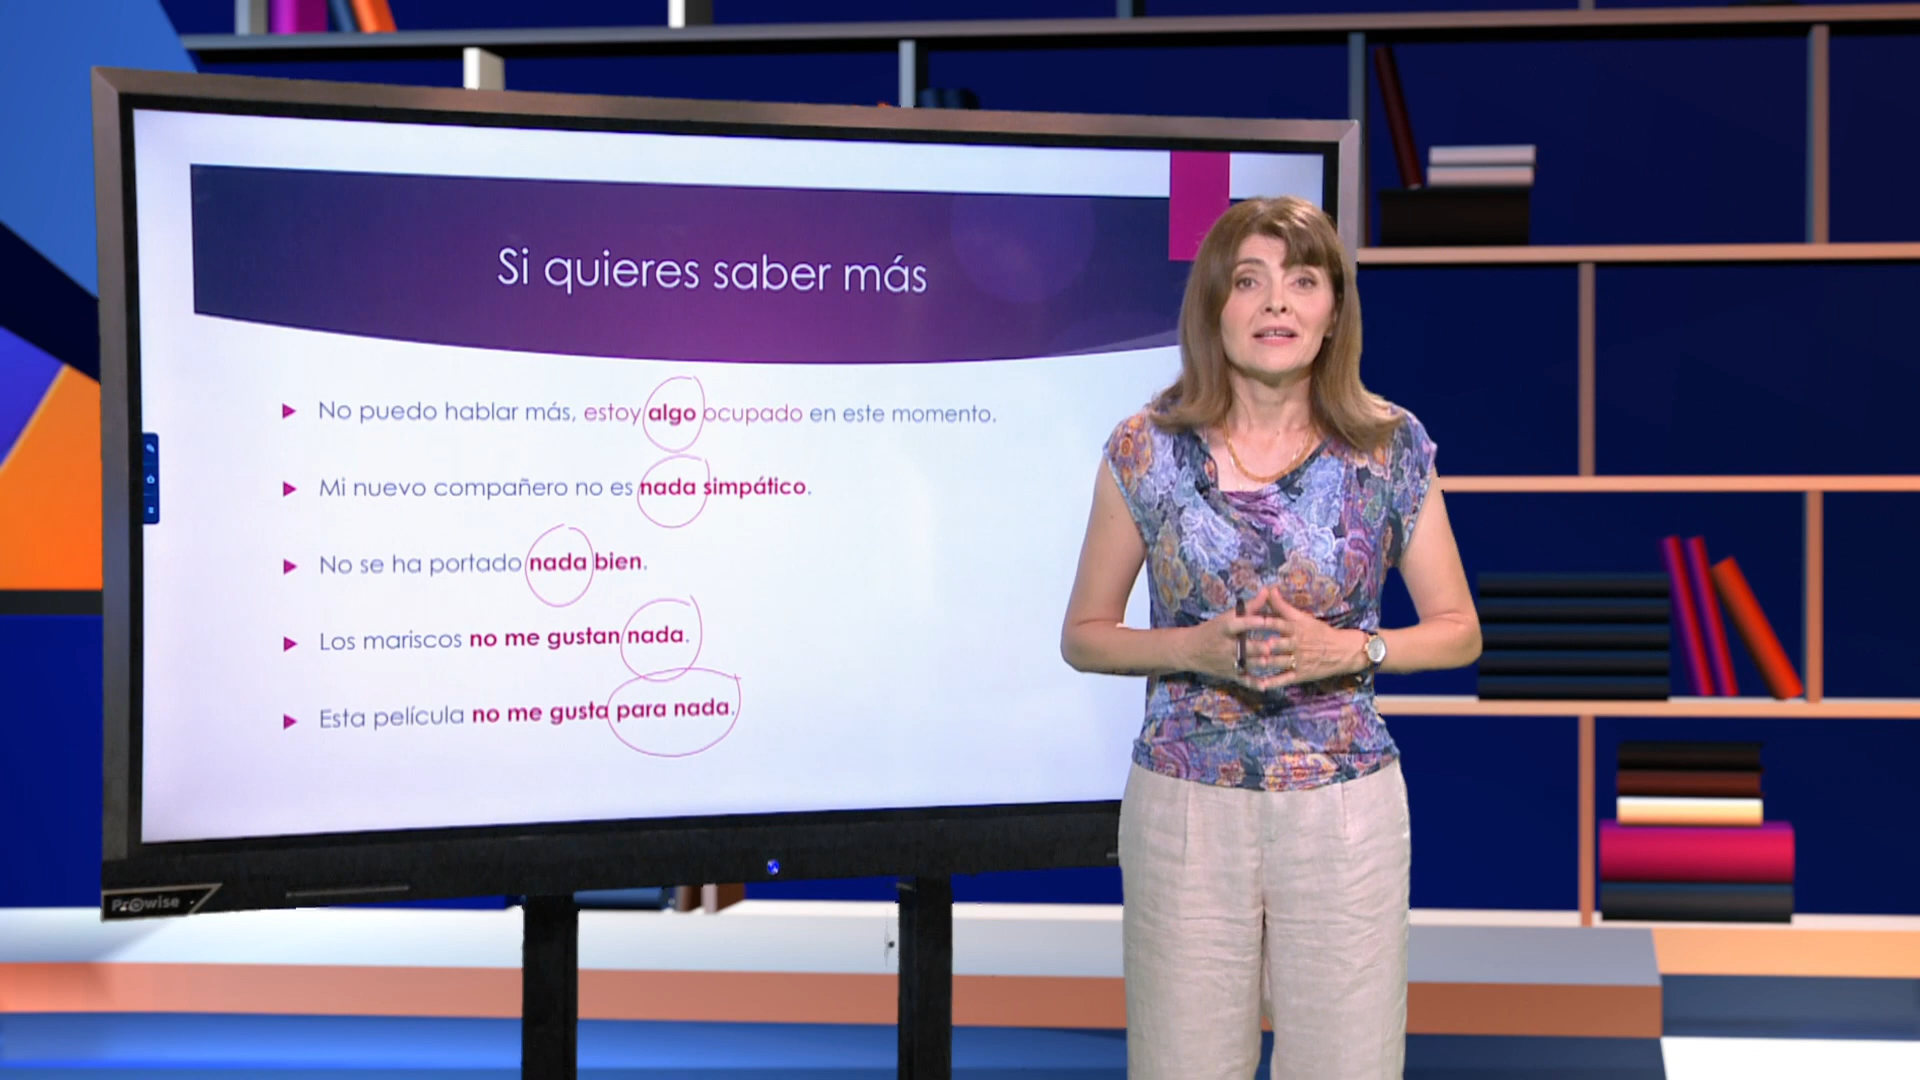 Si quieres saber más
No puedo hablar más, estoy algo ocupado en este momento.
Mi nuevo compañero no es nada simpático.
No se ha portado nada bien.
Los mariscos no me gustan nada.
Esta película no me gusta para nada.
Prowise